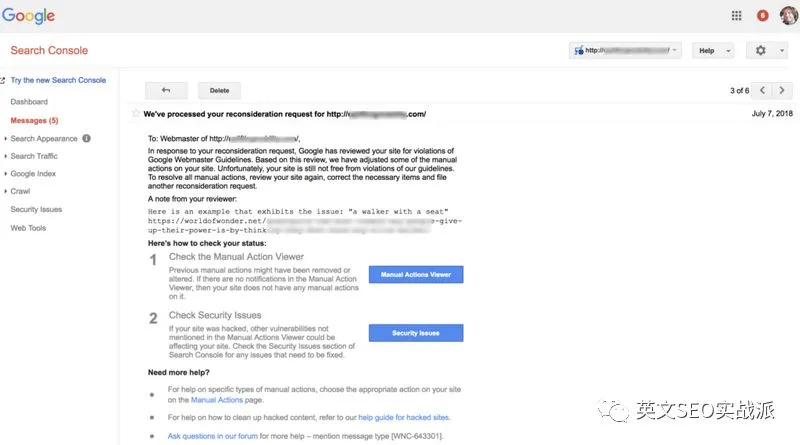 Google
6
Search Console
http:// /
Help
Try the new Search Console
Delete
3 of 6
Dashboard
Messages (5)
Search Appearance
Search Traffic
Google Index
Crawl
Security Issues
Web Tools
We've processed your reconsideration request for http:// .com/
July 7, 2018
To: Webmaster of http:// .com/,
In response to your reconsideration request, Google has reviewed your site for violations of
Google Webmaster Guidelines. Based on this review, we have adjusted some of the manual
actions on your site. Unfortunately, your site is still not free from violations of our guidelines.
To resolve all manual actions, review your site again, correct the necessary items and file
another reconsideration request.
A note from your reviewer:
Here is an example that exhibits the issue: "a walker with a seat"
https://worldofwonder.net/ -give-
up-their-power-is-by-think
Here's how to check your status:
1 Check the Manual Action Viewer
Previous manual actions might have been removed or
altered. If there are no notifications in the Manual Action
Viewer, then your site does not have any manual actions
on it.
Manual Actions Viewer
2 Check Security Issues
If your site was hacked, other vulnerabilities not
mentioned in the Manual Actions Viewer could be
affecting your site. Check the Security Issues section of
Search Console for any issues that need to be fixed.
Security Issues
Need more help?
For help on specific types of manual actions, choose the appropriate action on your site
on the Manual Actions page.
For help on how to clean up hacked content, refer to our help guide for hacked sites.
Ask questions in our forum for more help – mention message type [WNC-643301].
英文SEO实战派